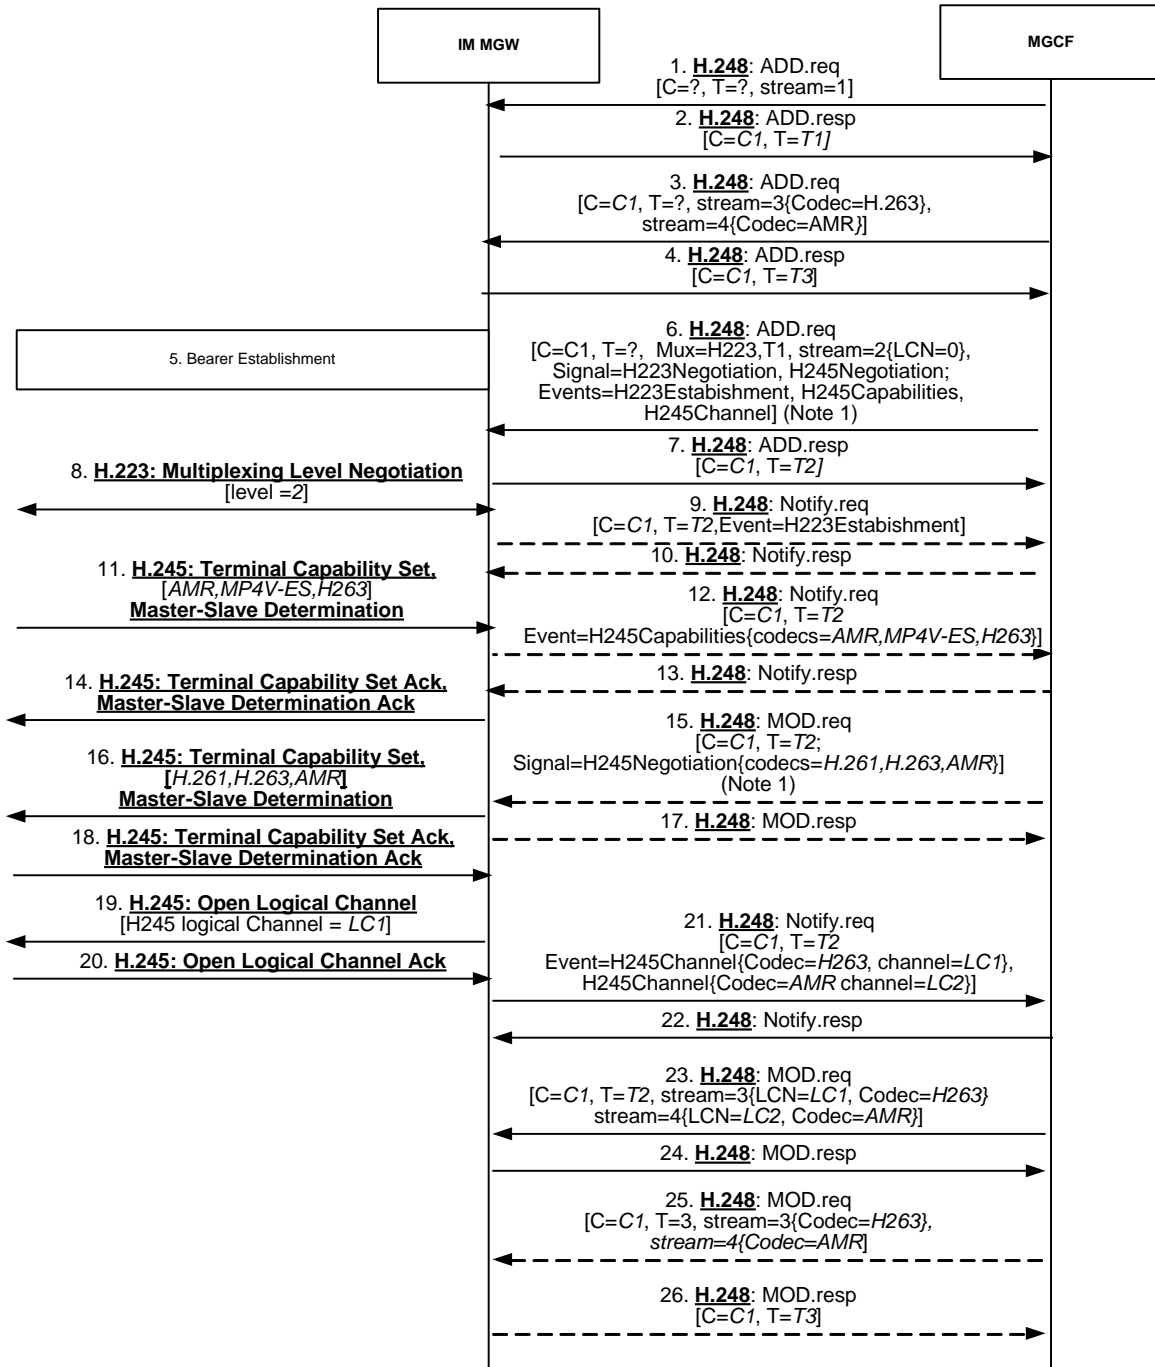 IM MGW
MGCF
1. H.248: ADD.req
[C=?, T=?, stream=1]
2. H.248: ADD.resp
[C=C1, T=T1]
3. H.248: ADD.req
[C=C1, T=?, stream=3{Codec=H.263},
stream=4{Codec=AMR}]
4. H.248: ADD.resp
[C=C1, T=T3]
5. Bearer Establishment
6. H.248: ADD.req
[C=C1, T=?, Mux=H223,T1, stream=2{LCN=0},
Signal=H223Negotiation, H245Negotiation;
Events=H223Estabishment, H245Capabilities,
H245Channel] (Note 1)
7. H.248: ADD.resp
[C=C1, T=T2]
8. H.223: Multiplexing Level Negotiation
[level =2]
9. H.248: Notify.req
[C=C1, T=T2,Event=H223Estabishment]
10. H.248: Notify.resp
11. H.245: Terminal Capability Set,
[AMR,MP4V-ES,H263]
Master-Slave Determination
12. H.248: Notify.req
[C=C1, T=T2
Event=H245Capabilities{codecs=AMR,MP4V-ES,H263}]
13. H.248: Notify.resp
14. H.245: Terminal Capability Set Ack,
Master-Slave Determination Ack
15. H.248: MOD.req
[C=C1, T=T2;
Signal=H245Negotiation{codecs=H.261,H.263,AMR}]
(Note 1)
16. H.245: Terminal Capability Set,
[H.261,H.263,AMR]
Master-Slave Determination
17. H.248: MOD.resp
18. H.245: Terminal Capability Set Ack,
Master-Slave Determination Ack
19. H.245: Open Logical Channel
[H245 logical Channel = LC1]
20. H.245: Open Logical Channel Ack
21. H.248: Notify.req
[C=C1, T=T2
Event=H245Channel{Codec=H263, channel=LC1},
H245Channel{Codec=AMR channel=LC2}]
22. H.248: Notify.resp
23. H.248: MOD.req
[C=C1, T=T2, stream=3{LCN=LC1, Codec=H263}
stream=4{LCN=LC2, Codec=AMR}]
24. H.248: MOD.resp
25. H.248: MOD.req
[C=C1, T=3, stream=3{Codec=H263},
stream=4{Codec=AMR]
26. H.248: MOD.resp
[C=C1, T=T3]